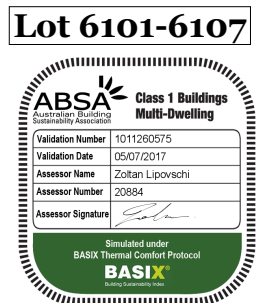 Lot 6101-6107
ABSA
Australian Building
Sustainability Association
Class 1 Buildings
Multi-Dwelling
Validation Number 1011260575
Validation Date 05/07/2017
Assessor Name Zoltan Lipovschi
Assessor Number 20884
Assessor Signature
Simulated under
BASIX Thermal Comfort Protocol
BASIX®
Building Sustainability Index